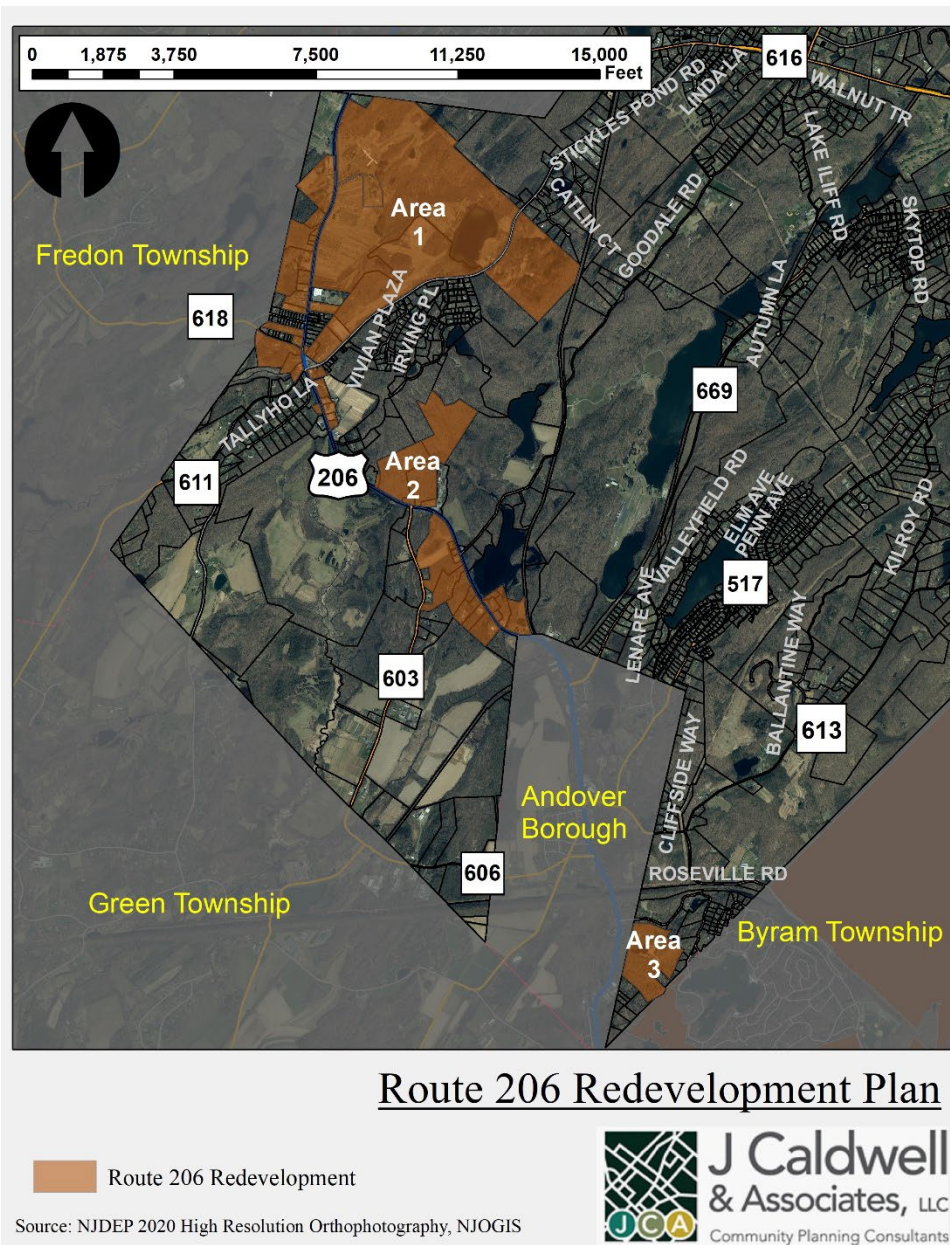 0 1,875 3,750 7,500 11,250 15,000
Feet
616
STICKLES POND RD
LINDA LA
WALNUT TR
LAKE ILIFF RD
CATLIN CT
GOODALE RD
SKYTOP RD
Area
1
Fredon Township
618
VIVIAN PLAZA
IRVING PL
AUTUMN LA
669
TALLYHO LA
611
206
Area
2
VALLEYFIELD RD
ELM AVE
PENN AVE
KILROY RD
517
LENAPE AVE
BALLANTINE WAY
603
613
CLIFFSIDE WAY
Andover
Borough
606
ROSEVILLE RD
Green Township
Area
3
Byram Township
Route 206 Redevelopment Plan
Route 206 Redevelopment
Source: NJDEP 2020 High Resolution Orthophotography, NJOGIS
JCA
J Caldwell
& Associates, LLC
Community Planning Consultants